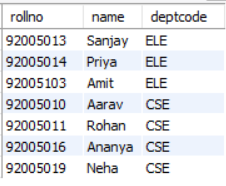 rollno name deptcode
92005013 Sanjay ELE
92005014 Priya ELE
92005103 Amit ELE
92005010 Aarav CSE
92005011 Rohan CSE
92005016 Ananya CSE
92005019 Neha CSE